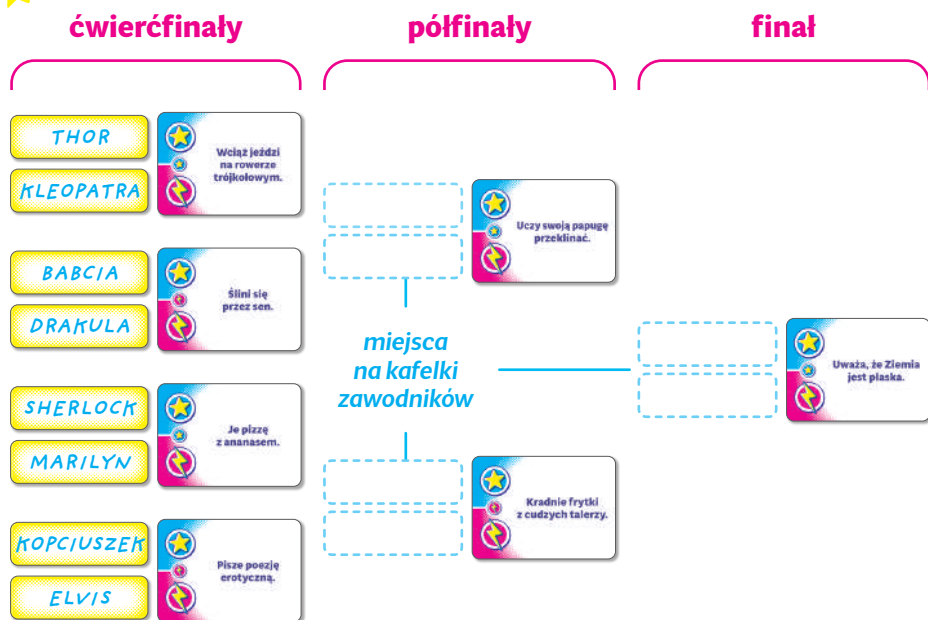 ćwierćfinały
półfinały
finał
THOR
KLEOPATRA
Wciąż jeździ
na rowerze
trójkołowym.
BABCIA
DRAKULA
Ślini się
przez sen.
SHERLOCK
MARILYN
Je pizzę
z ananasem.
KOPCIUSZEK
ELVIS
Pisze poezję
erotyczną.
Uczy swoją papugę
przeklinać.
miejsca
na kafelki
zawodników
Kradnie frytki
z cudzych talerzy.
Uważa, że Ziemia
jest płaska.